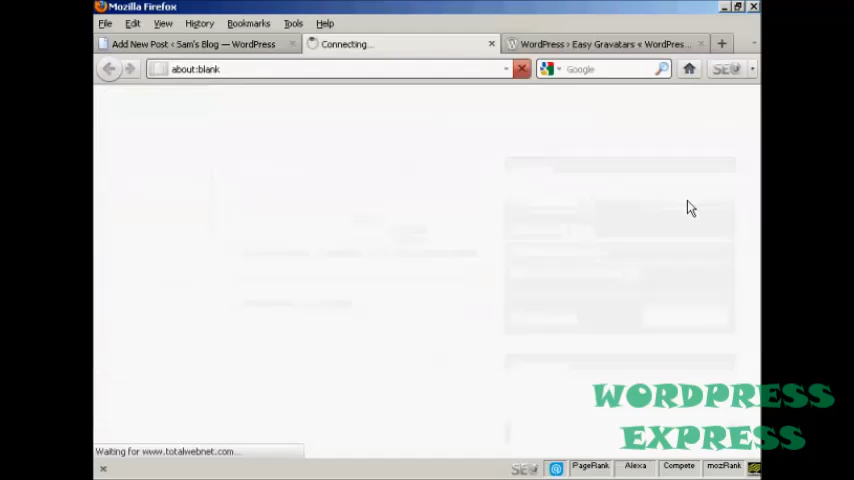 Mozilla Firefox
File Edit View History Bookmarks Tools Help
Add New Post ‹ Sam's Blog — WordPress
Connecting...
WordPress › Easy Gravatars « WordPres...
about:blank
Google
SEO
WORDPRESS
EXPRESS
Waiting for www.totalwebnet.com...
SEO PageRank Alexa Compete mozRank